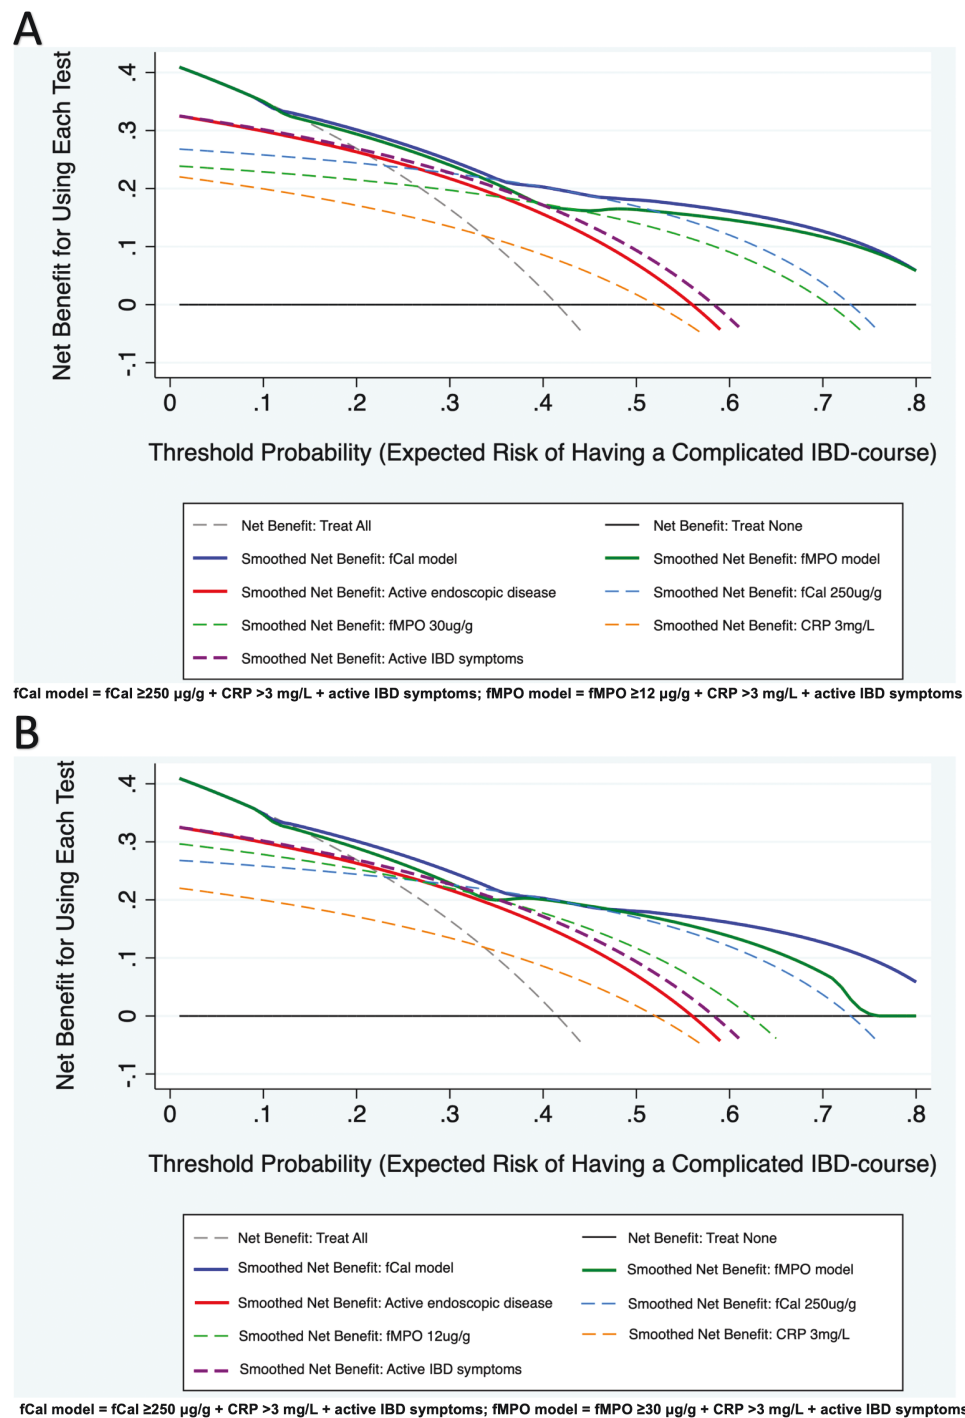 A
Net Benefit for Using Each Test
.4
.3
.2
.1
0
-.1
0 .1 .2 .3 .4 .5 .6 .7 .8
Threshold Probability (Expected Risk of Having a Complicated IBD-course)
Net Benefit: Treat All
Net Benefit: Treat None
Smoothed Net Benefit: fCal model
Smoothed Net Benefit: fMPO model
Smoothed Net Benefit: Active endoscopic disease
Smoothed Net Benefit: fCal 250ug/g
Smoothed Net Benefit: fMPO 30ug/g
Smoothed Net Benefit: CRP 3mg/L
Smoothed Net Benefit: Active IBD symptoms
fCal model = fCal ≥250 µg/g + CRP >3 mg/L + active IBD symptoms; fMPO model = fMPO ≥12 µg/g + CRP >3 mg/L + active IBD symptoms
B
Net Benefit for Using Each Test
.4
.3
.2
.1
0
-.1
0 .1 .2 .3 .4 .5 .6 .7 .8
Threshold Probability (Expected Risk of Having a Complicated IBD-course)
Net Benefit: Treat All
Net Benefit: Treat None
Smoothed Net Benefit: fCal model
Smoothed Net Benefit: fMPO model
Smoothed Net Benefit: Active endoscopic disease
Smoothed Net Benefit: fCal 250ug/g
Smoothed Net Benefit: fMPO 12ug/g
Smoothed Net Benefit: CRP 3mg/L
Smoothed Net Benefit: Active IBD symptoms
fCal model = fCal ≥250 µg/g + CRP >3 mg/L + active IBD symptoms; fMPO model = fMPO ≥30 µg/g + CRP >3 mg/L + active IBD symptoms